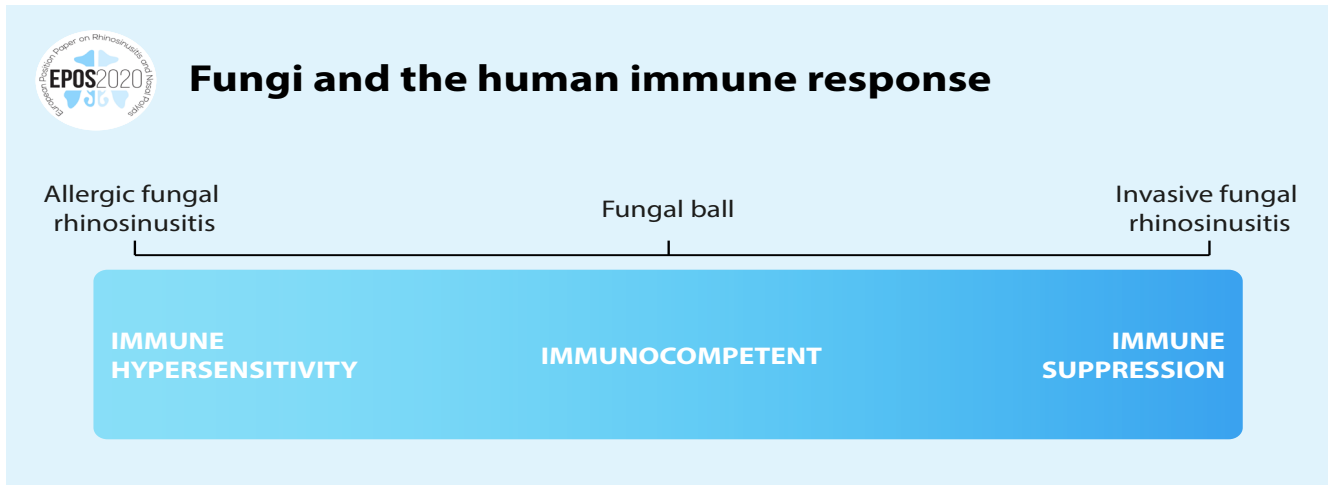 European Position Paper on Rhinosinusitis and Nasal Polyps
EPOS2020
Fungi and the human immune response
Allergic fungal
rhinosinusitis
Fungal ball
Invasive fungal
rhinosinusitis
IMMUNE
HYPERSENSITIVITY
IMMUNOCOMPETENT
IMMUNE
SUPPRESSION